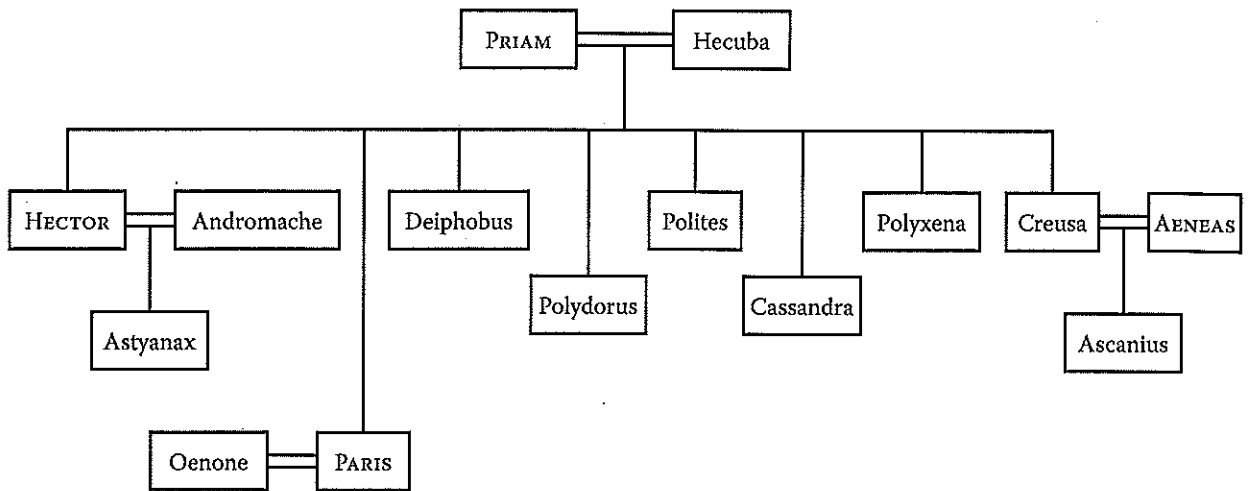 PRIAM
Hecuba
HECTOR
Andromache
Deiphobus
Polites
Polyxena
Creusa
AENEAS
Polydorus
Cassandra
Astyanax
Ascanius
Oenone
PARIS